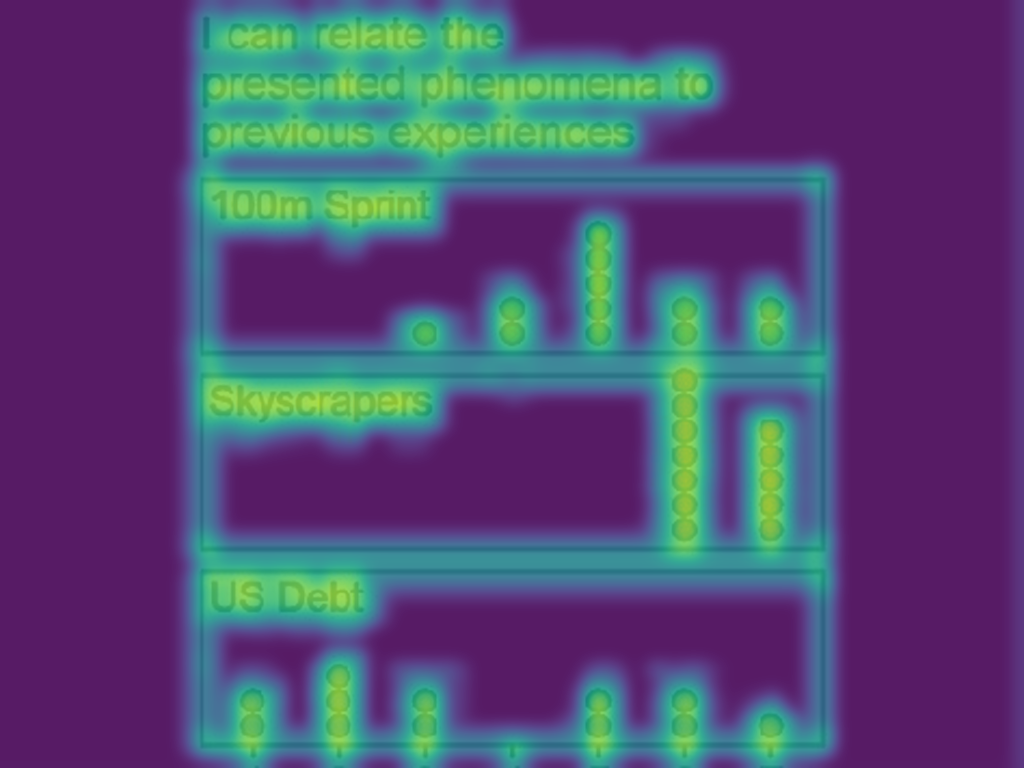 I can relate the
presented phenomena to
previous experiences
100m Sprint
Skyscrapers
US Debt